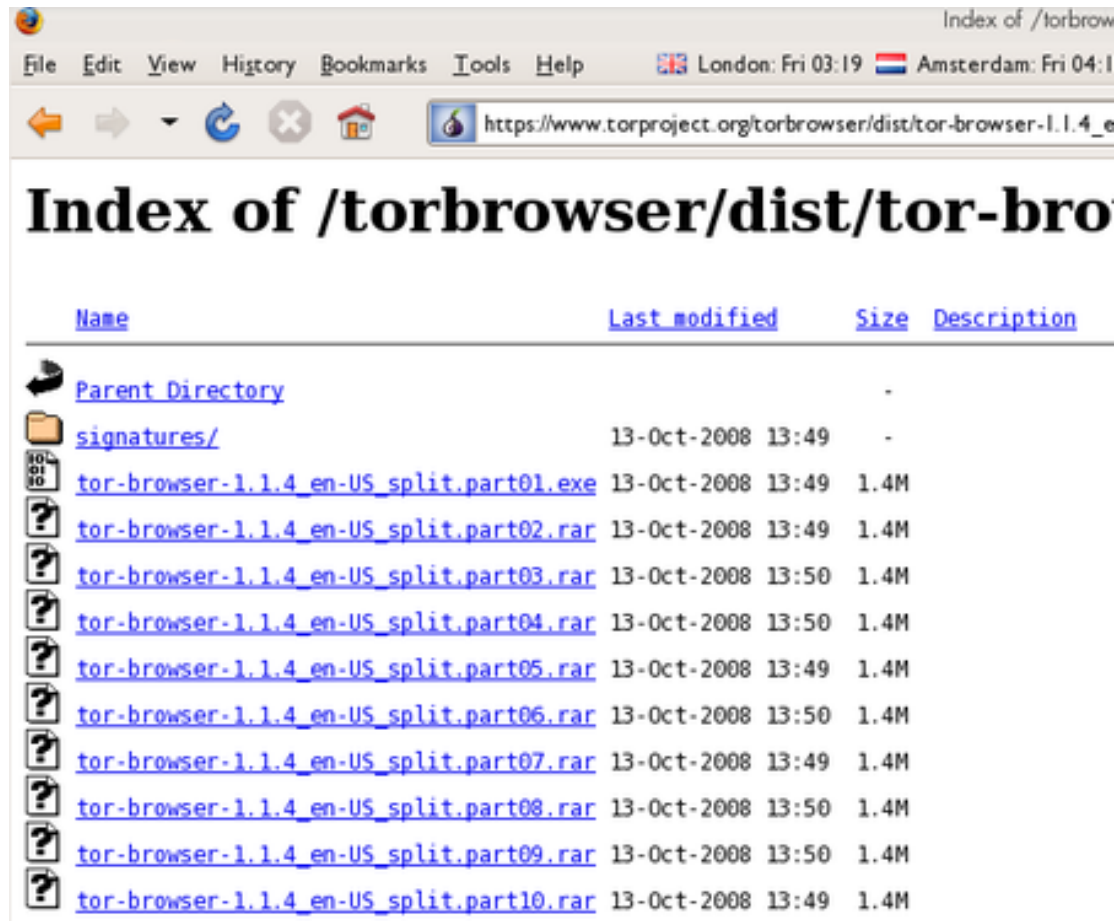 Index of /torbrow
File Edit View History Bookmarks Tools Help London: Fri 03:19 Amsterdam: Fri 04:1
https://www.torproject.org/torbrowser/dist/tor-browser-1.1.4_e
Index of /torbrowser/dist/tor-bro
Name Last modified Size Description
Parent Directory -
signatures/ 13-Oct-2008 13:49 -
tor-browser-1.1.4_en-US_split.part01.exe 13-Oct-2008 13:49 1.4M
tor-browser-1.1.4_en-US_split.part02.rar 13-Oct-2008 13:49 1.4M
tor-browser-1.1.4_en-US_split.part03.rar 13-Oct-2008 13:50 1.4M
tor-browser-1.1.4_en-US_split.part04.rar 13-Oct-2008 13:50 1.4M
tor-browser-1.1.4_en-US_split.part05.rar 13-Oct-2008 13:49 1.4M
tor-browser-1.1.4_en-US_split.part06.rar 13-Oct-2008 13:50 1.4M
tor-browser-1.1.4_en-US_split.part07.rar 13-Oct-2008 13:49 1.4M
tor-browser-1.1.4_en-US_split.part08.rar 13-Oct-2008 13:50 1.4M
tor-browser-1.1.4_en-US_split.part09.rar 13-Oct-2008 13:50 1.4M
tor-browser-1.1.4_en-US_split.part10.rar 13-Oct-2008 13:49 1.4M